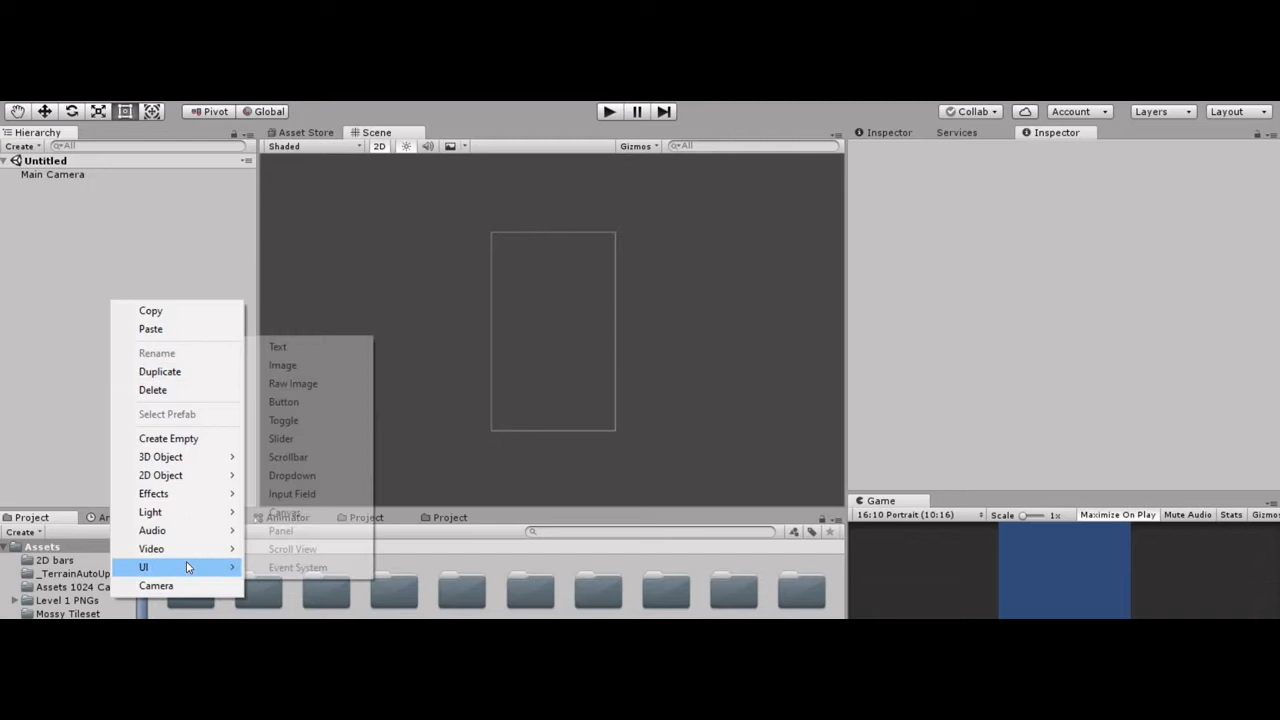 Pivot Global Collab Account Layers Layout
Hierarchy Asset Store Scene Inspector Services Inspector
Create All Shaded 2D Gizmos All
Untitled
Main Camera
Copy
Paste
Rename
Duplicate
Delete
Select Prefab
Create Empty
3D Object
2D Object
Effects
Light
Audio
Video
UI
Camera
Text
Image
Raw Image
Button
Toggle
Slider
Scrollbar
Dropdown
Input Field
Canvas
Panel
Scroll View
Event System
Project An Animator Project Project
Create
Assets
2D bars
_TerrainAutoUp
Assets 1024 Ca
Level 1 PNGs
Mossy Tileset
Game
16:10 Portrait (10:16) Scale 1x Maximize On Play Mute Audio Stats Gizmos